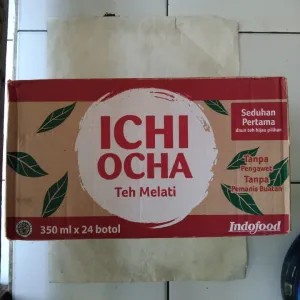 ICHI
OCHA
Teh Melati
Seduhan
Pertama
daun teh hijau pilihan
Tanpa
Pengawet
Tanpa
Pemanis Buatan
350 ml x 24 botol
Indofood